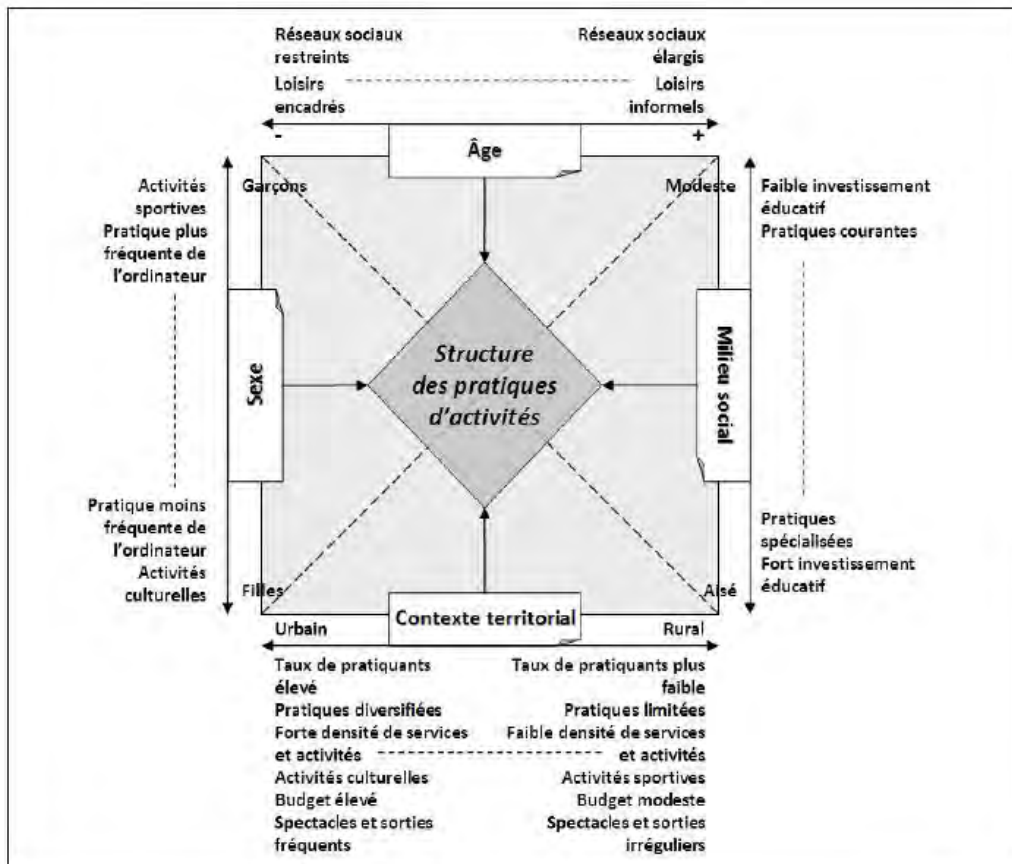 Réseaux sociaux
restreints
Réseaux sociaux
élargis
Loisirs
encadrés
Loisirs
informels
-
+
Âge
Garçons
Modeste
Activités
sportives
Pratique plus
fréquente de
l'ordinateur
Faible investissement
éducatif
Pratiques courantes
Sexe
Structure
des pratiques
d'activités
Milieu social
Pratique moins
fréquente de
l'ordinateur
Activités
culturelles
Pratiques
spécialisées
Fort investissement
éducatif
Filles
Aisé
Urbain
Contexte territorial
Rural
Taux de pratiquants
élevé
Pratiques diversifiées
Forte densité de services
et activités
Activités culturelles
Budget élevé
Spectacles et sorties
fréquents
Taux de pratiquants plus
faible
Pratiques limitées
Faible densité de services
et activités
Activités sportives
Budget modeste
Spectacles et sorties
irréguliers